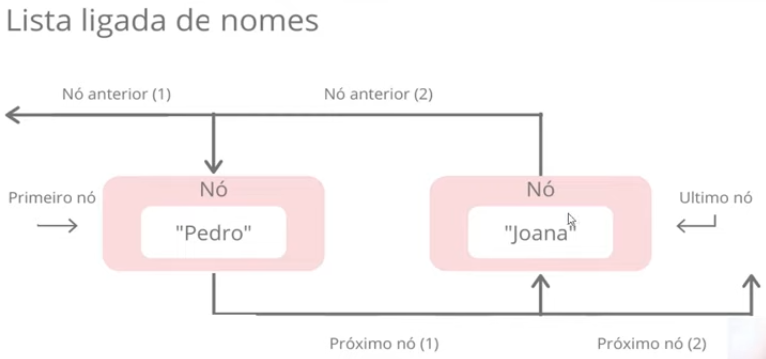 Lista ligada de nomes
Nó anterior (1)
Nó anterior (2)
Primeiro nó
Nó
"Pedro"
Nó
"Joana"
Ultimo nó
Próximo nó (1)
Próximo nó (2)